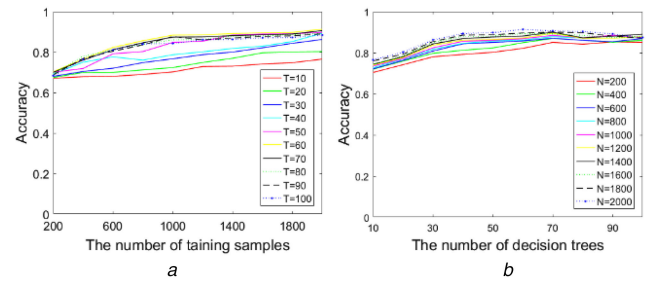 1
0.8
0.6
0.4
0.2
0
Accuracy
200
600
1000
1400
1800
The number of taining samples
T=10
T=20
T=30
T=40
T=50
T=60
T=70
T=80
T=90
T=100
a
1
0.8
0.6
0.4
0.2
0
Accuracy
10
30
50
70
90
The number of decision trees
N=200
N=400
N=600
N=800
N=1000
N=1200
N=1400
N=1600
N=1800
N=2000
b